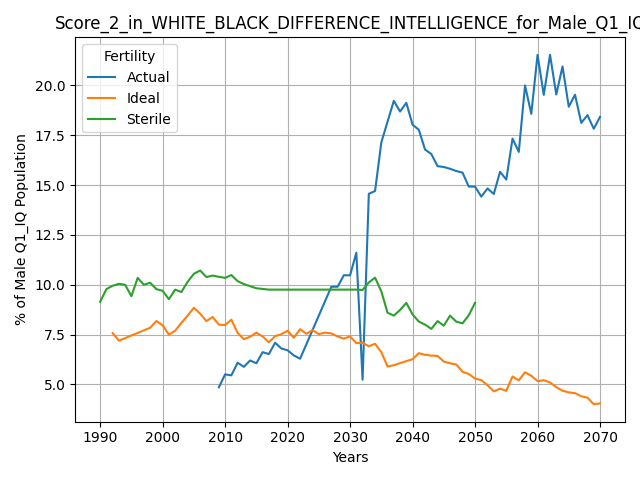 Score_2_in_WHITE_BLACK_DIFFERENCE_INTELLIGENCE_for_Male_Q1_IQ
Fertility
Actual
Ideal
Sterile
% of Male Q1_IQ Population
20.0
17.5
15.0
12.5
10.0
7.5
5.0
1990 2000 2010 2020 2030 2040 2050 2060 2070
Years